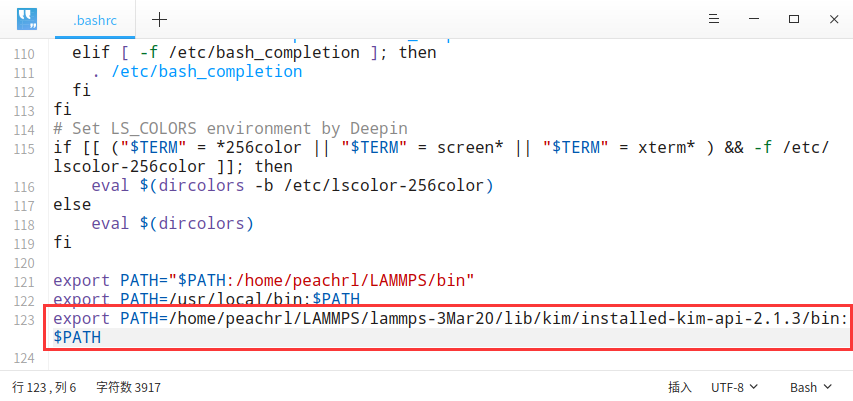 .bashrc
110 elif [ -f /etc/bash_completion ]; then
111 . /etc/bash_completion
112 fi
113 fi
114 # Set LS_COLORS environment by Deepin
115 if [[ ("$TERM" = *256color || "$TERM" = screen* || "$TERM" = xterm* ) && -f /etc/
lscolor-256color ]]; then
116 eval $(dircolors -b /etc/lscolor-256color)
117 else
118 eval $(dircolors)
119 fi
120
121 export PATH="$PATH:/home/peachrl/LAMMPS/bin"
122 export PATH=/usr/local/bin:$PATH
123 export PATH=/home/peachrl/LAMMPS/lammps-3Mar20/lib/kim/installed-kim-api-2.1.3/bin:
$PATH
124
行 123 , 列 6 字符数 3917 插入 UTF-8 Bash